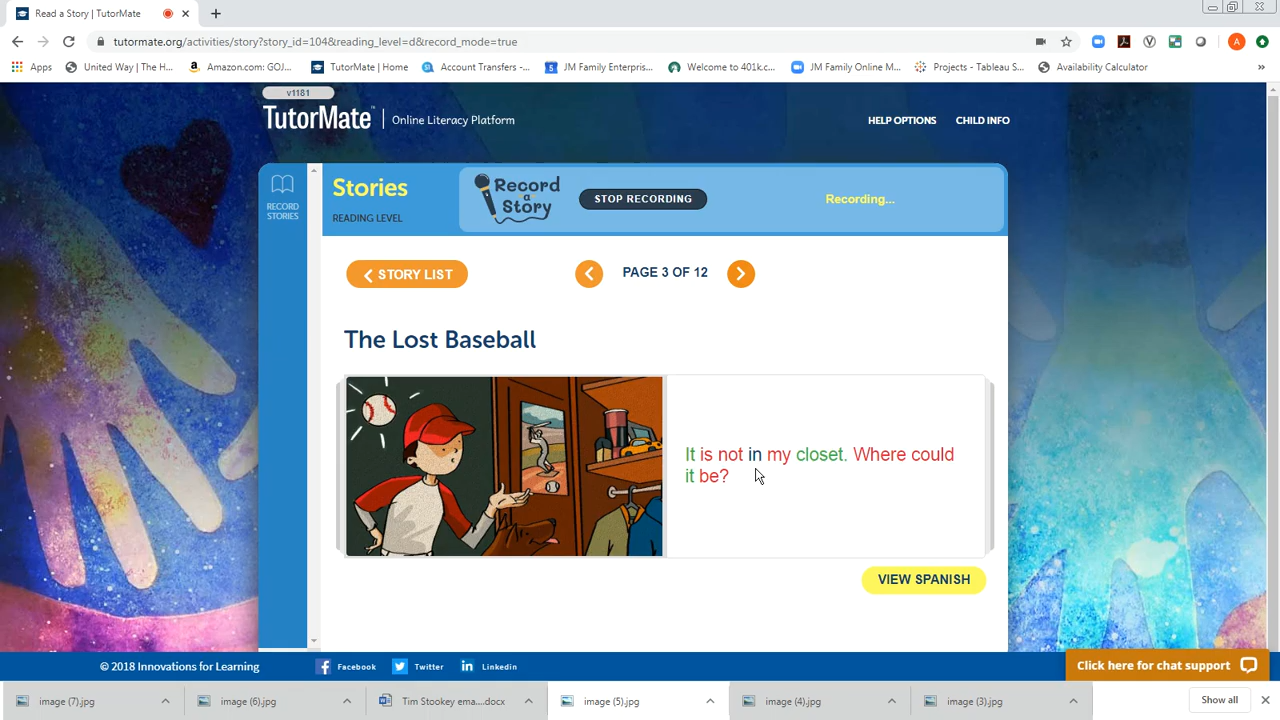 Read a Story | TutorMate
tutormate.org/activities/story?story_id=104&reading_level=d&record_mode=true
A
Apps
United Way | The H...
Amazon.com: GOJ...
TutorMate | Home
Account Transfers -...
JM Family Enterpris...
Welcome to 401k.c...
JM Family Online M...
Projects - Tableau S...
Availability Calculator
»
v1181
TutorMate™ | Online Literacy Platform
HELP OPTIONS
CHILD INFO
RECORD
STORIES
Stories
READING LEVEL
Record
a
Story
STOP RECORDING
Recording...
STORY LIST
PAGE 3 OF 12
The Lost Baseball
It is not in my closet. Where could
it be?
VIEW SPANISH
© 2018 Innovations for Learning
Facebook
Twitter
Linkedin
Click here for chat support
image (7).jpg
image (6).jpg
Tim Stookey ema....docx
image (5).jpg
image (4).jpg
image (3).jpg
Show all